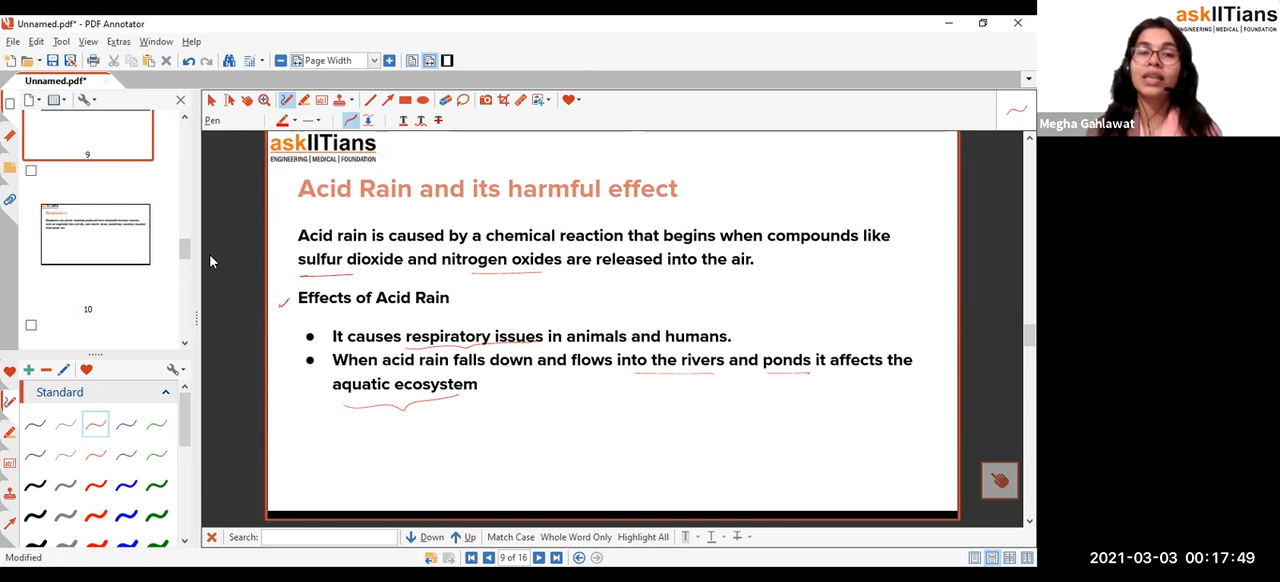 Unnamed.pdf* - PDF Annotator
File Edit Tool View Extras Window Help
Page Width
Unnamed.pdf*
Pen
9
10
Standard
askIITians
ENGINEERING | MEDICAL | FOUNDATION
Acid Rain and its harmful effect
Acid rain is caused by a chemical reaction that begins when compounds like
sulfur dioxide and nitrogen oxides are released into the air.
Effects of Acid Rain
● It causes respiratory issues in animals and humans.
● When acid rain falls down and flows into the rivers and ponds it affects the
aquatic ecosystem
Search: Down Up Match Case Whole Word Only Highlight All
Modified
9 of 16
askIITians
ENGINEERING | MEDICAL | FOUNDATION
Megha Gahlawat
2021-03-03 00:17:49